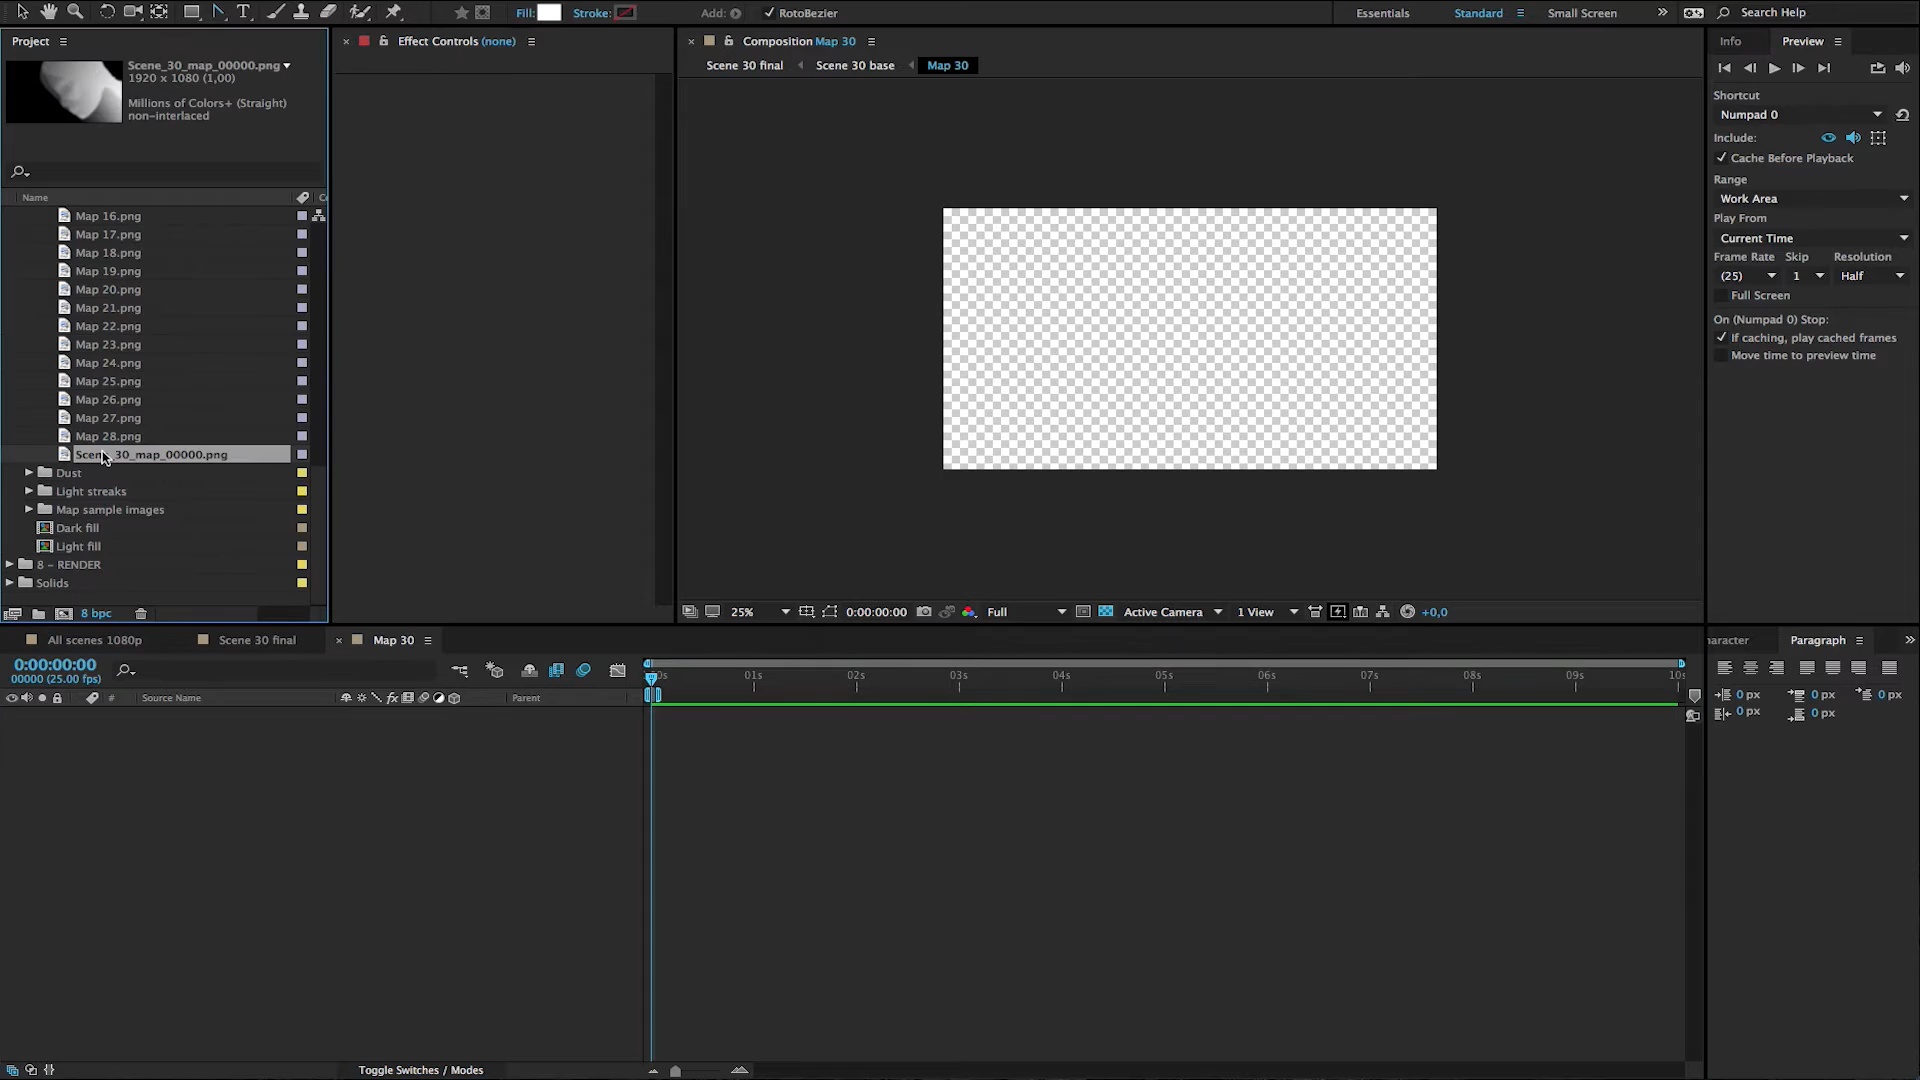 Fill:
Stroke:
Add:
RotoBezier
Essentials
Standard
Small Screen
Search Help
Project
Scene_30_map_00000.png
1920 x 1080 (1,00)
Millions of Colors+ (Straight)
non-interlaced
Name
Map 16.png
Map 17.png
Map 18.png
Map 19.png
Map 20.png
Map 21.png
Map 22.png
Map 23.png
Map 24.png
Map 25.png
Map 26.png
Map 27.png
Map 28.png
Scene_30_map_00000.png
Dust
Light streaks
Map sample images
Dark fill
Light fill
8 – RENDER
Solids
8 bpc
Effect Controls (none)
Composition Map 30
Scene 30 final
Scene 30 base
Map 30
25%
0:00:00:00
Full
Active Camera
1 View
+0,0
Info
Preview
Shortcut
Numpad 0
Include:
Cache Before Playback
Range
Work Area
Play From
Current Time
Frame Rate Skip Resolution
(25) 1 Half
Full Screen
On (Numpad 0) Stop:
If caching, play cached frames
Move time to preview time
All scenes 1080p
Scene 30 final
Map 30
0:00:00:00
00000 (25.00 fps)
# Source Name
fx
Parent
01s 02s 03s 04s 05s 06s 07s 08s 09s 10s
aracter
Paragraph
0 px 0 px 0 px
0 px 0 px
Toggle Switches / Modes